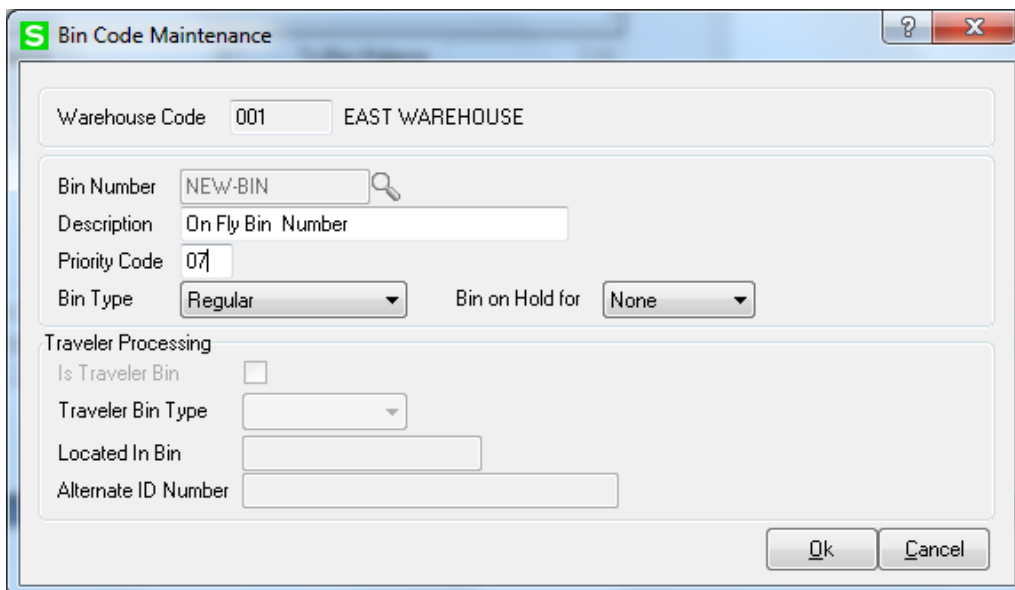 S Bin Code Maintenance ? X
Warehouse Code 001 EAST WAREHOUSE
Bin Number NEW-BIN
Description On Fly Bin Number
Priority Code 07
Bin Type Regular Bin on Hold for None
Traveler Processing
Is Traveler Bin
Traveler Bin Type
Located In Bin
Alternate ID Number
Ok Cancel